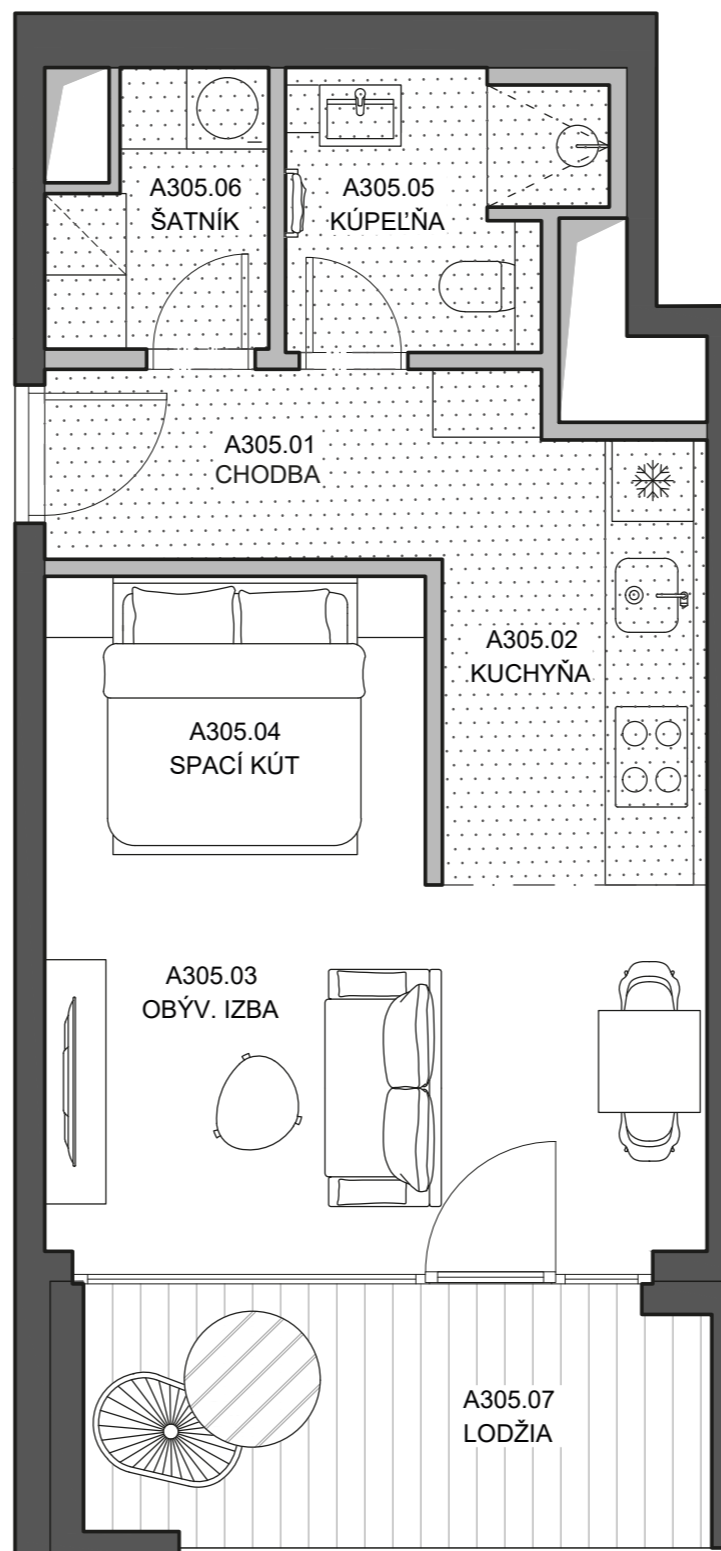 A305.06
ŠATNÍK
A305.05
KÚPEĽŇA
A305.01
CHODBA
A305.02
KUCHYŇA
A305.04
SPACÍ KÚT
A305.03
OBÝV. IZBA
A305.07
LODŽIA